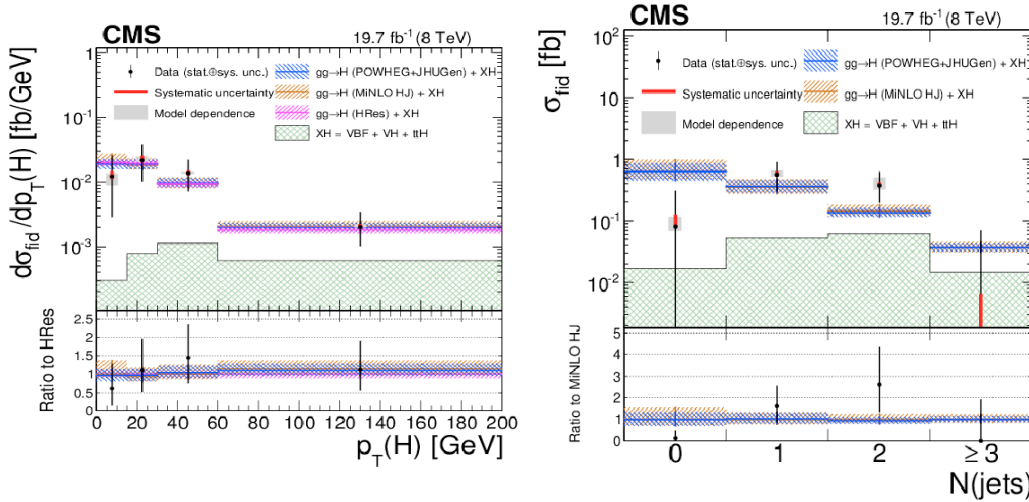 CMS
19.7 fb⁻¹ (8 TeV)
dσ_fid/dp_T(H) [fb/GeV]
Data (stat.⊕sys. unc.)
Systematic uncertainty
Model dependence
gg→H (POWHEG+JHUGen) + XH
gg→H (MiNLO HJ) + XH
gg→H (HRes) + XH
XH = VBF + VH + ttH
1
10⁻¹
10⁻²
10⁻³
Ratio to HRes
2.5
2
1.5
1
0.5
0
0 20 40 60 80 100 120 140 160 180 200
p_T(H) [GeV]
CMS
19.7 fb⁻¹ (8 TeV)
σ_fid [fb]
Data (stat.⊕sys. unc.)
Systematic uncertainty
Model dependence
gg→H (POWHEG+JHUGen) + XH
gg→H (MiNLO HJ) + XH
XH = VBF + VH + ttH
10²
10
1
10⁻¹
10⁻²
Ratio to MiNLO HJ
5
4
3
2
1
0
0 1 2 ≥ 3
N(jets)